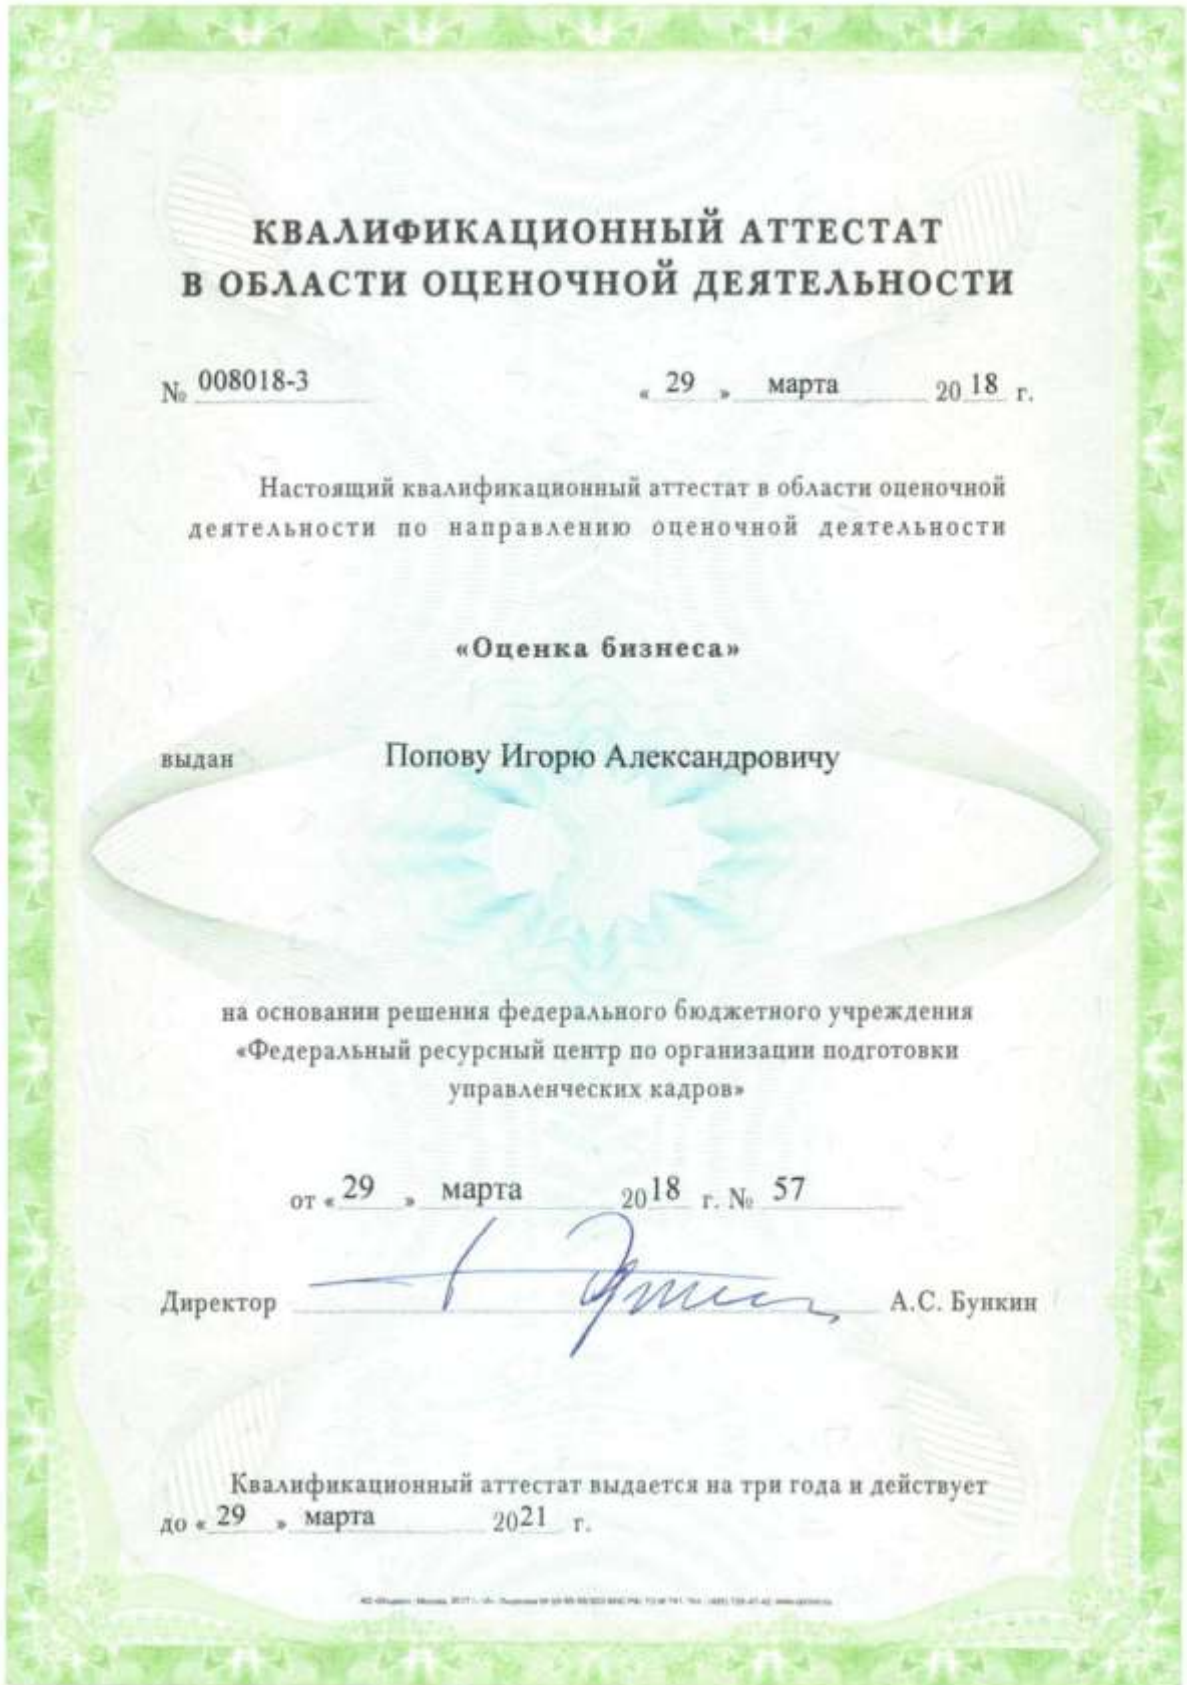 КВАЛИФИКАЦИОННЫЙ АТТЕСТАТ
В ОБЛАСТИ ОЦЕНОЧНОЙ ДЕЯТЕЛЬНОСТИ
№ 008018-3 « 29 » марта 20 18 г.
Настоящий квалификационный аттестат в области оценочной
деятельности по направлению оценочной деятельности
«Оценка бизнеса»
выдан Попову Игорю Александровичу
на основании решения федерального бюджетного учреждения
«Федеральный ресурсный центр по организации подготовки
управленческих кадров»
от « 29 » марта 2018 г. № 57
Директор А.С. Бункин
Квалификационный аттестат выдается на три года и действует
до « 29 » марта 2021 г.